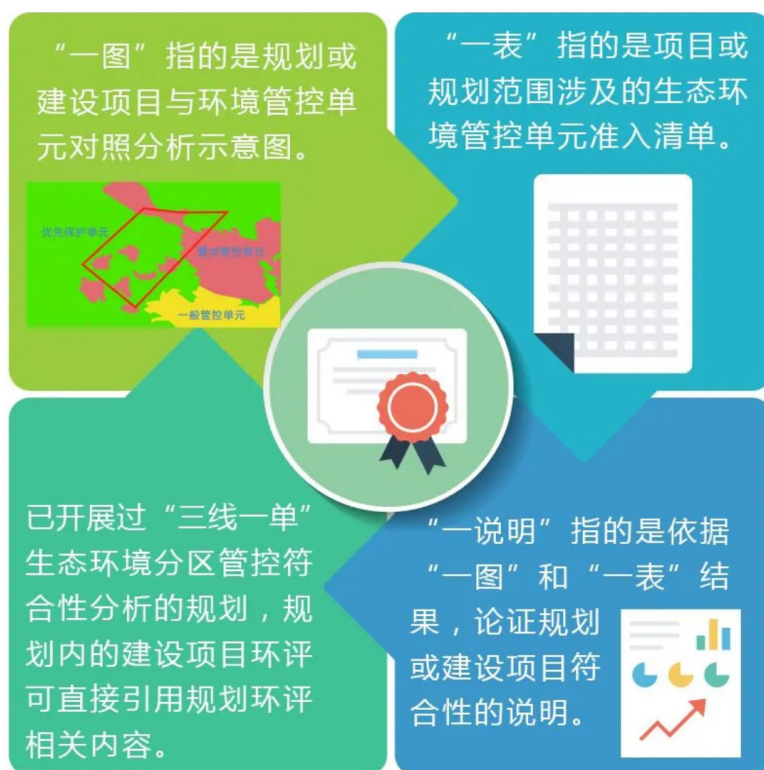 “一图”指的是规划或
建设项目与环境管控单
元对照分析示意图。
优先保护单元
重点管控单元
一般管控单元
“一表”指的是项目或
规划范围涉及的生态环
境管控单元准入清单。
已开展过“三线一单”
生态环境分区管控符
合性分析的规划，规
划内的建设项目环评
可直接引用规划环评
相关内容。
“一说明”指的是依据
“一图”和“一表”结
果，论证规划
或建设项目符
合性的说明。